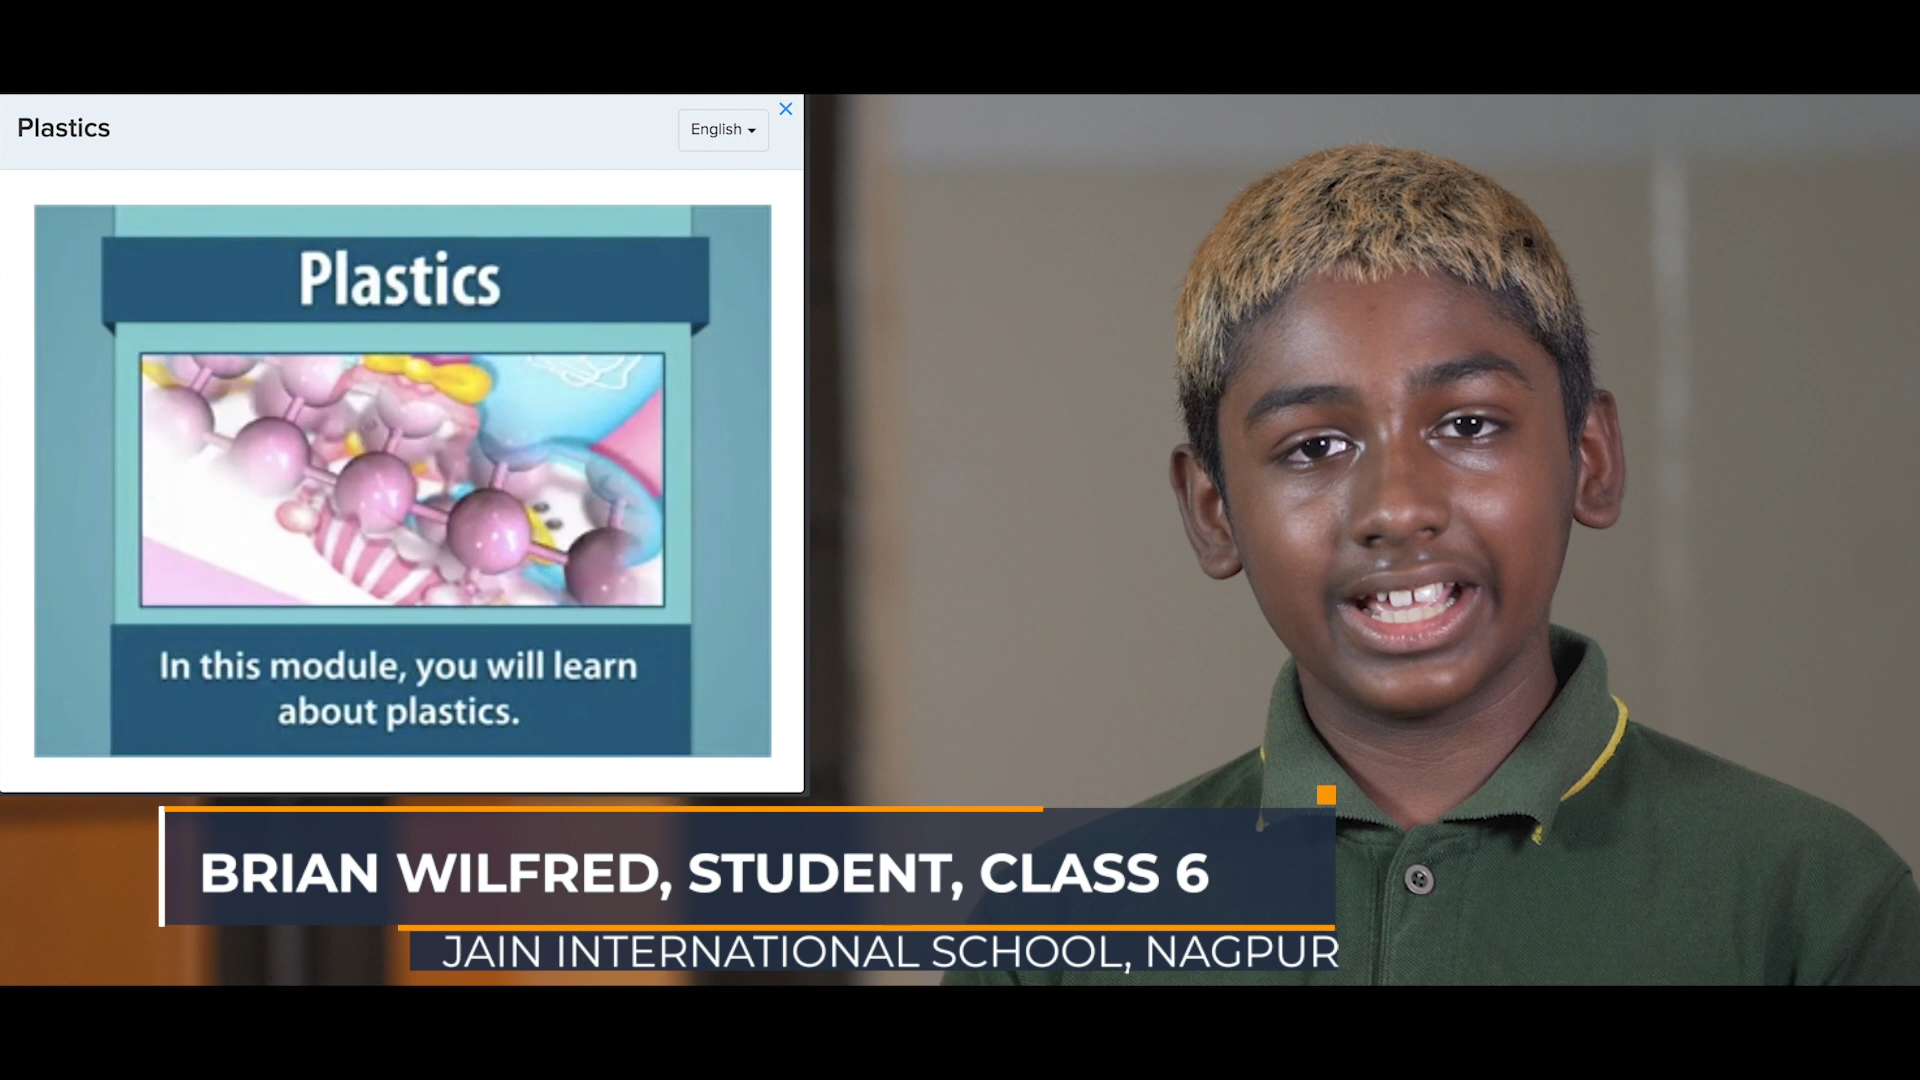 Plastics
English
Plastics
In this module, you will learn
about plastics.
BRIAN WILFRED, STUDENT, CLASS 6
JAIN INTERNATIONAL SCHOOL, NAGPUR